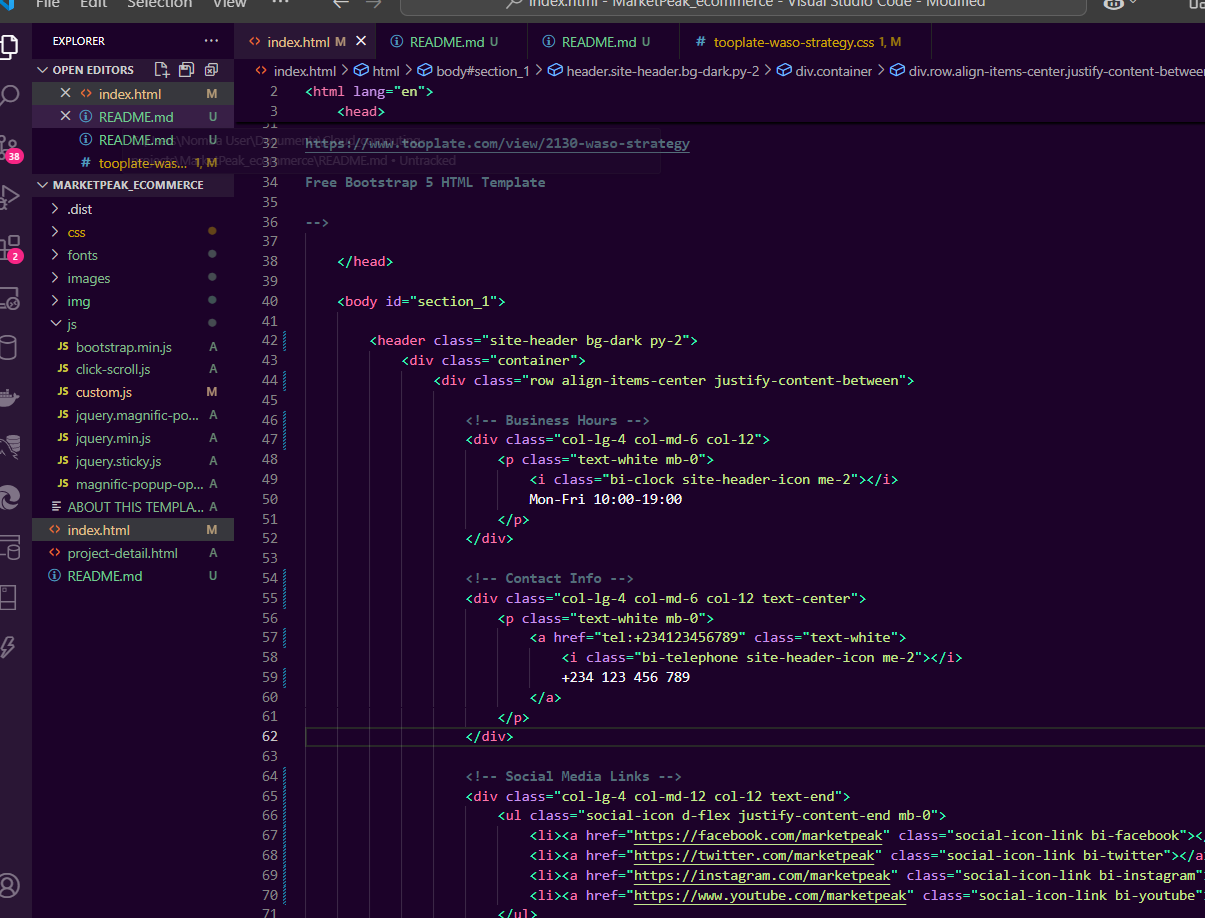 File Edit Selection View ··· index.html - MarketPeak_ecommerce - Visual Studio Code - Modified
EXPLORER ···
OPEN EDITORS
index.html M
README.md U
README.md U
tooplate-was... 1, M
MARKETPEAK_ECOMMERCE
.dist
css
fonts
images
img
js
JS bootstrap.min.js A
JS click-scroll.js A
JS custom.js M
JS jquery.magnific-po... A
JS jquery.min.js A
JS jquery.sticky.js A
JS magnific-popup-op... A
ABOUT THIS TEMPLA... A
index.html M
project-detail.html A
README.md U
38
2
index.html M README.md U README.md U # tooplate-waso-strategy.css 1, M
index.html > html > body#section_1 > header.site-header.bg-dark.py-2 > div.container > div.row.align-items-center.justify-content-between
2 <html lang="en">
3 <head>
31
32 https://www.tooplate.com/view/2130-waso-strategy
33
34 Free Bootstrap 5 HTML Template
35
36 -->
37
38 </head>
39
40 <body id="section_1">
41
42 <header class="site-header bg-dark py-2">
43 <div class="container">
44 <div class="row align-items-center justify-content-between">
45
46 <!-- Business Hours -->
47 <div class="col-lg-4 col-md-6 col-12">
48 <p class="text-white mb-0">
49 <i class="bi-clock site-header-icon me-2"></i>
50 Mon-Fri 10:00-19:00
51 </p>
52 </div>
53
54 <!-- Contact Info -->
55 <div class="col-lg-4 col-md-6 col-12 text-center">
56 <p class="text-white mb-0">
57 <a href="tel:+234123456789" class="text-white">
58 <i class="bi-telephone site-header-icon me-2"></i>
59 +234 123 456 789
60 </a>
61 </p>
62 </div>
63
64 <!-- Social Media Links -->
65 <div class="col-lg-4 col-md-12 col-12 text-end">
66 <ul class="social-icon d-flex justify-content-end mb-0">
67 <li><a href="https://facebook.com/marketpeak" class="social-icon-link bi-facebook"></
68 <li><a href="https://twitter.com/marketpeak" class="social-icon-link bi-twitter"></a
69 <li><a href="https://instagram.com/marketpeak" class="social-icon-link bi-instagram"
70 <li><a href="https://www.youtube.com/marketpeak" class="social-icon-link bi-youtube"
71 </ul>